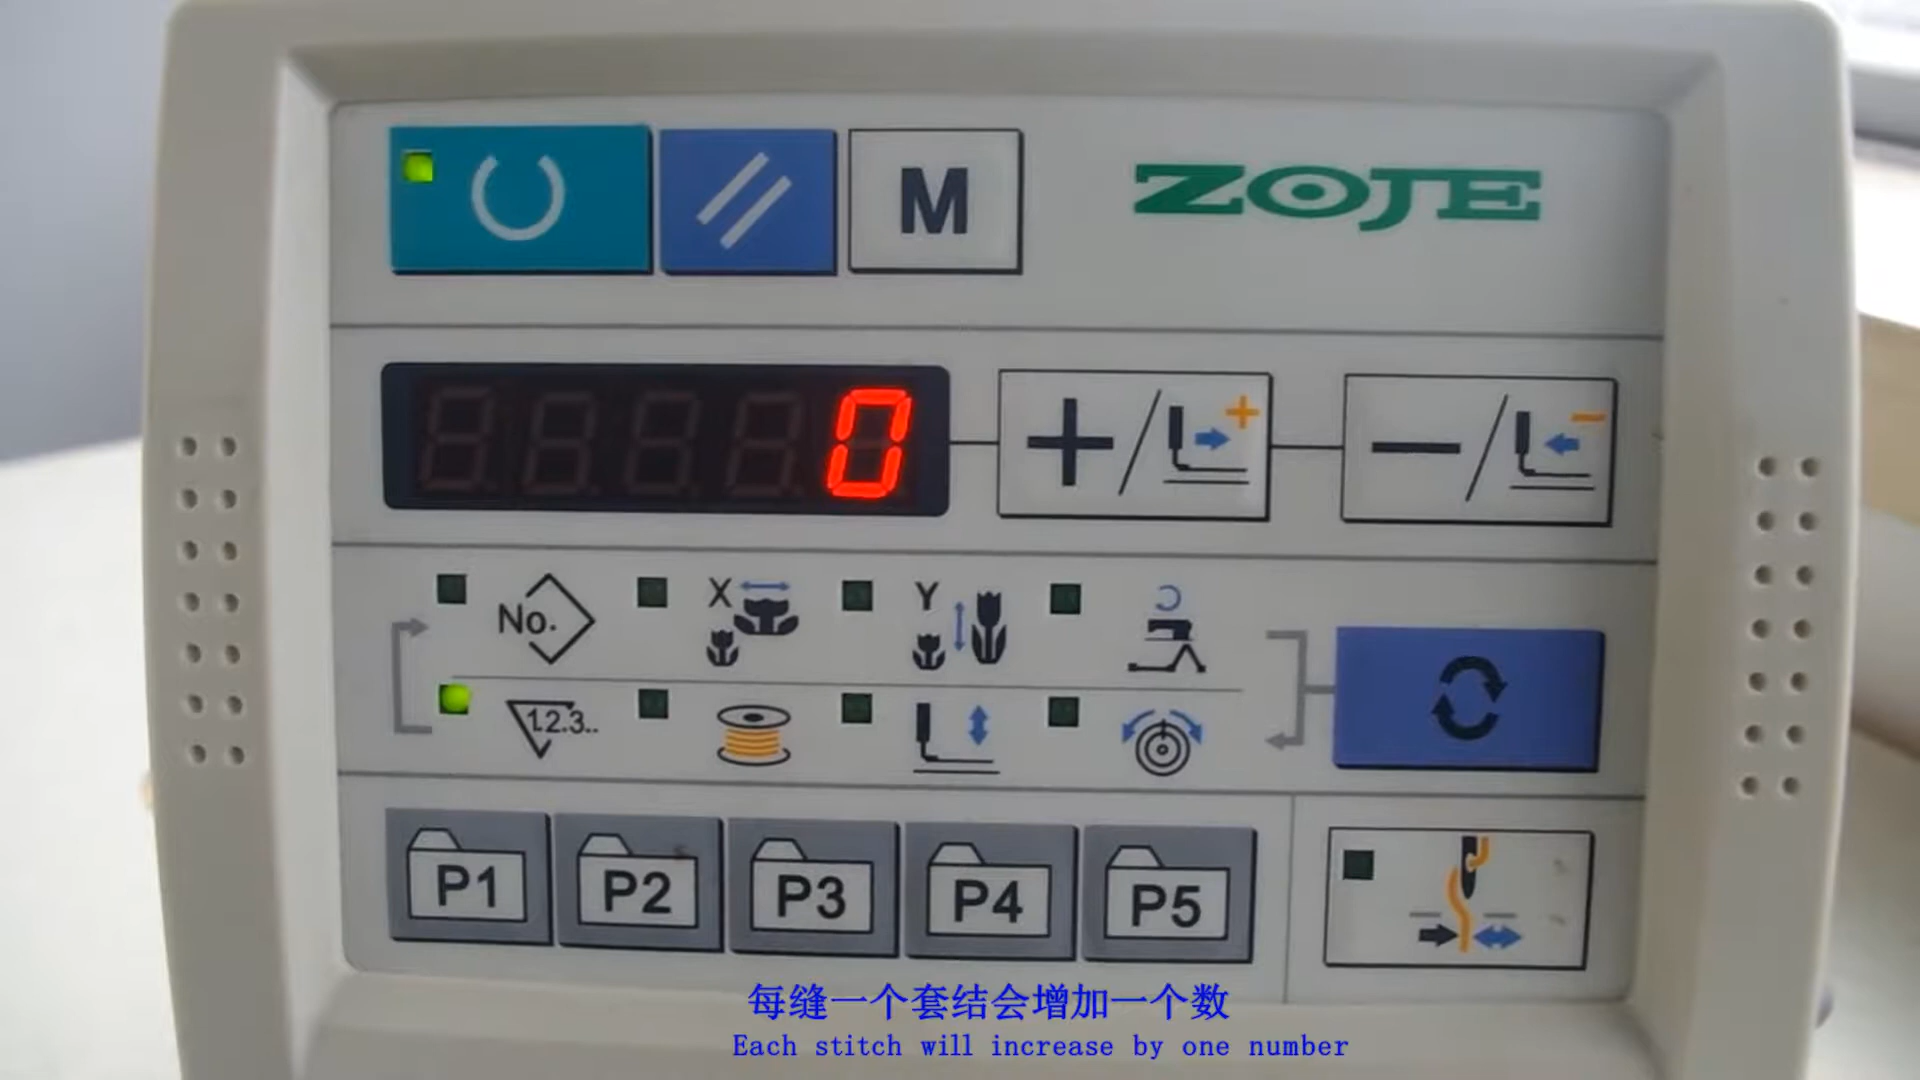 M
ZOJE
0
+/
+
−/
−
No.
X
Y
1.2.3..
P1
P2
P3
P4
P5
每缝一个套结会增加一个数
Each stitch will increase by one number